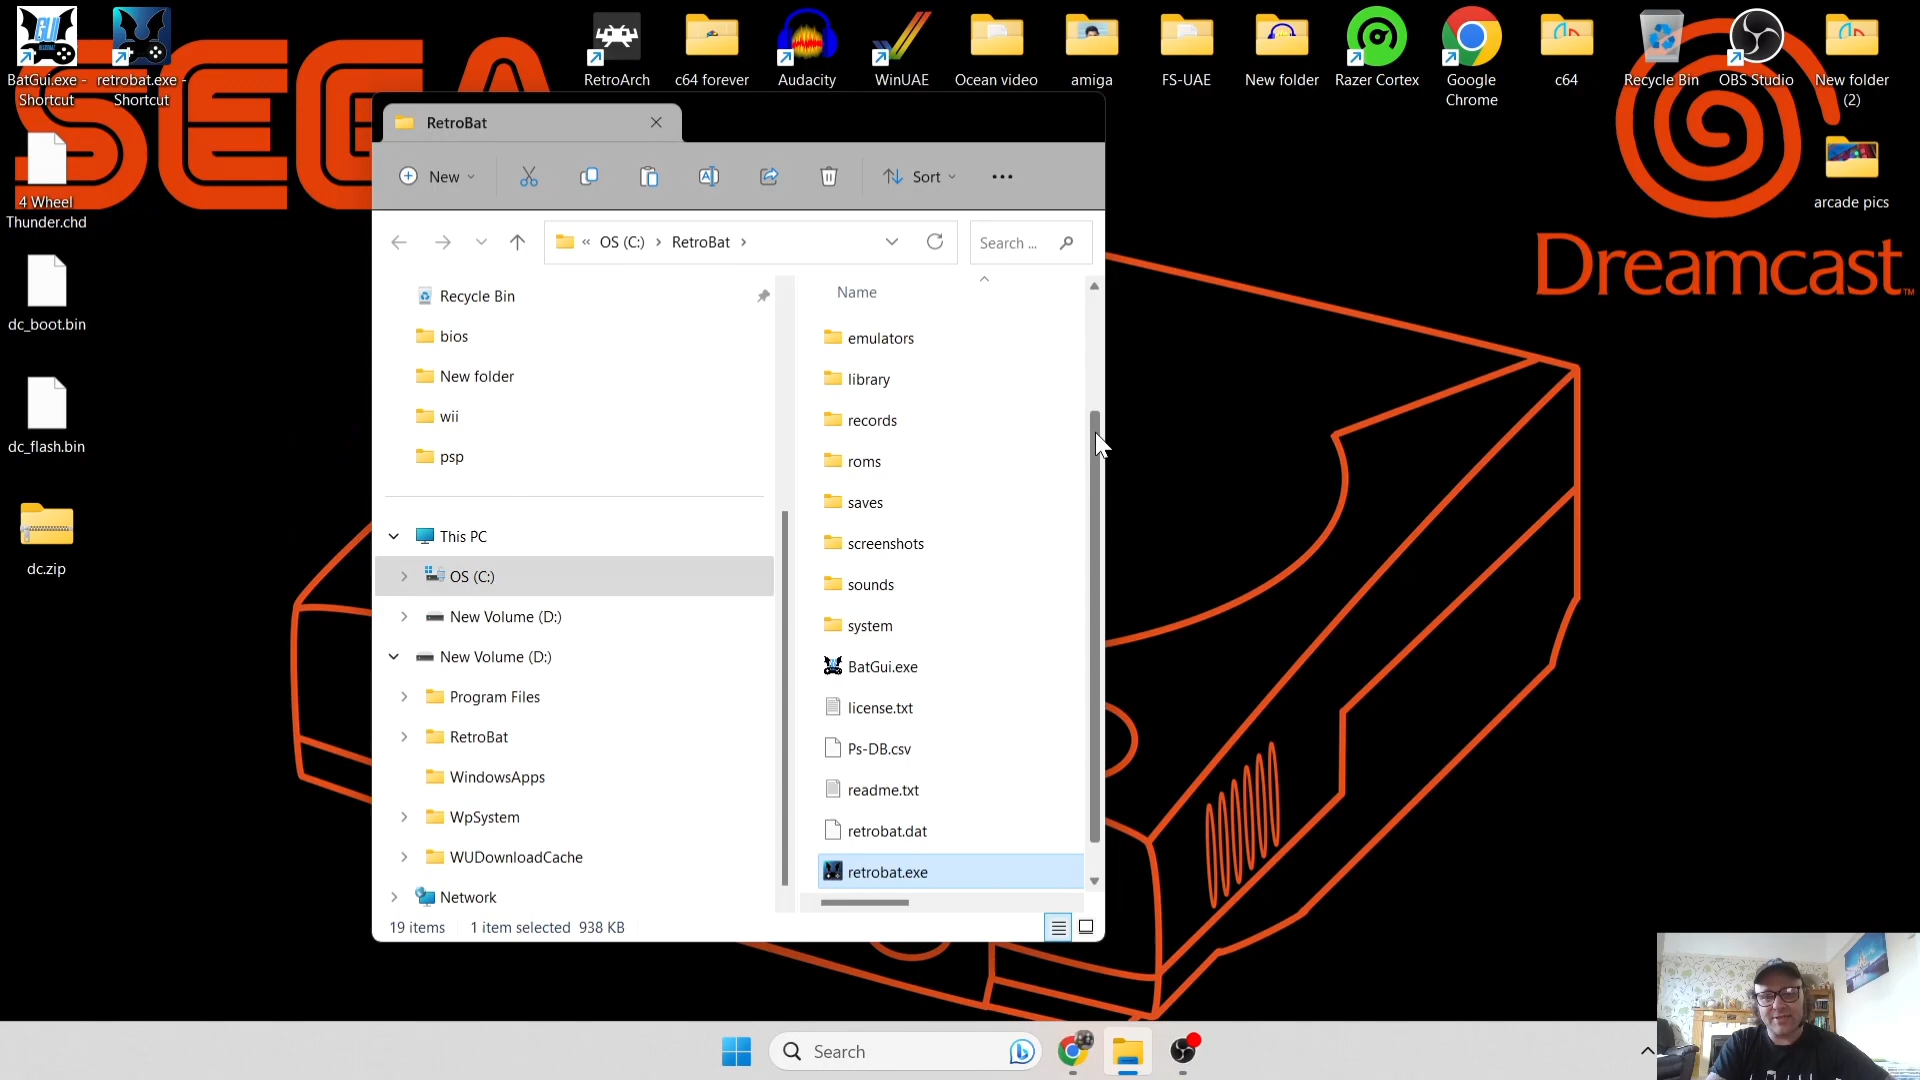 BatGui.exe -
Shortcut
retrobat.exe -
Shortcut
RetroArch
c64 forever
Audacity
WinUAE
Ocean video
amiga
FS-UAE
New folder
Razer Cortex
Google
Chrome
c64
Recycle Bin
OBS Studio
New folder
(2)
SEGA
4 Wheel
Thunder.chd
dc_boot.bin
dc_flash.bin
dc.zip
arcade pics
Dreamcast
TM
RetroBat
New
Sort
« OS (C:) › RetroBat ›
Search ...
Recycle Bin
bios
New folder
wii
psp
This PC
OS (C:)
New Volume (D:)
New Volume (D:)
Program Files
RetroBat
WindowsApps
WpSystem
WUDownloadCache
Network
Name
emulators
library
records
roms
saves
screenshots
sounds
system
BatGui.exe
license.txt
Ps-DB.csv
readme.txt
retrobat.dat
retrobat.exe
19 items
1 item selected 938 KB
Search